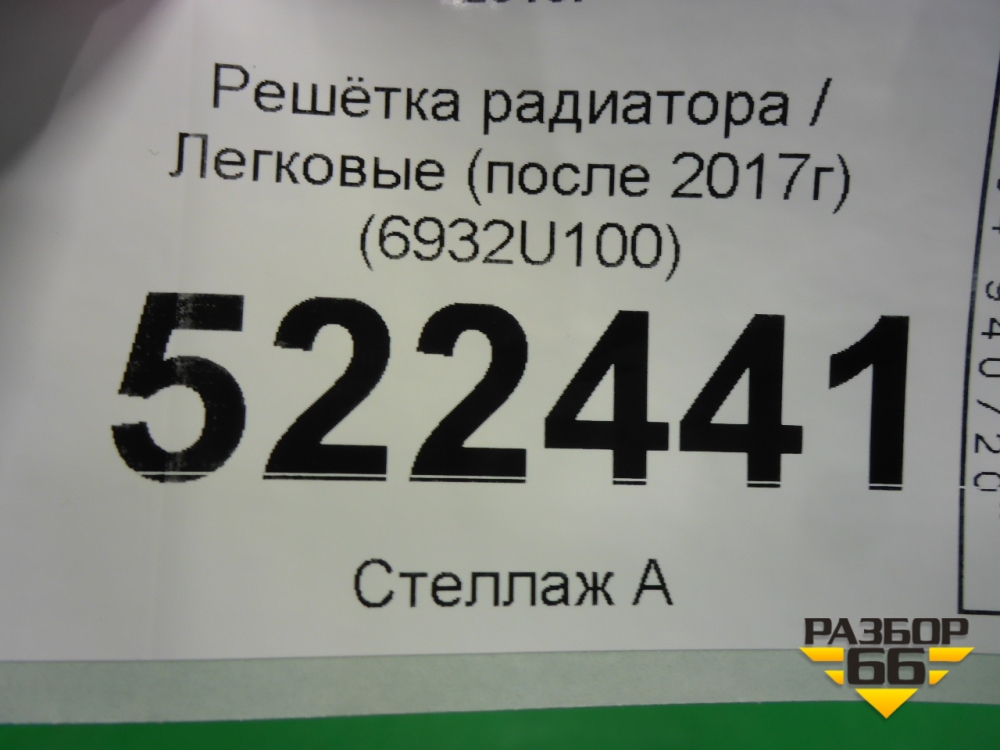 Решётка радиатора /
Легковые (после 2017г)
(6932U100)
522441
Стеллаж А
РАЗБОР
66